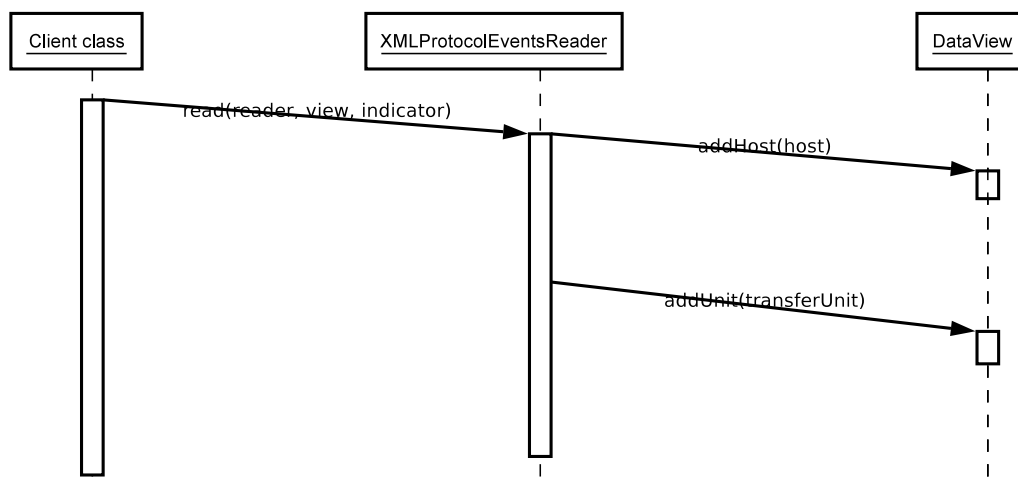 Client class
XMLProtocolEventsReader
DataView
read(reader, view, indicator)
addHost(host)
addUnit(transferUnit)